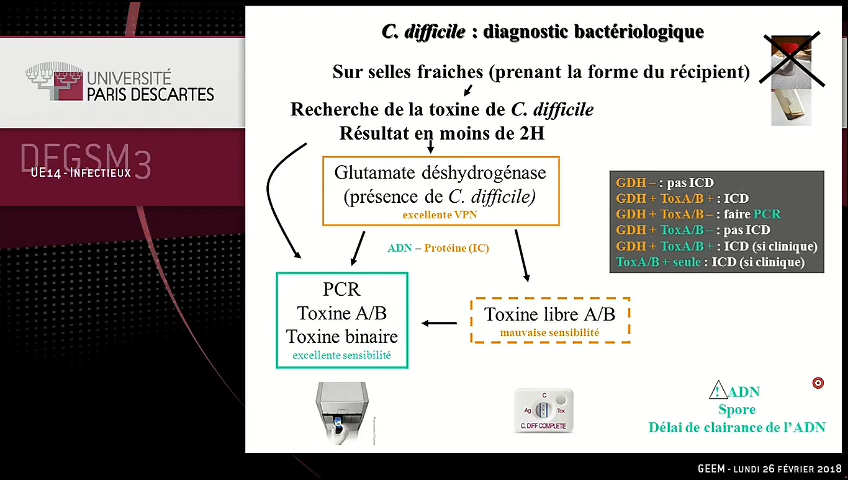 UNIVERSITÉ
PARIS DESCARTES
DFGSM3
UE14 - INFECTIEUX
C. difficile : diagnostic bactériologique
Sur selles fraiches (prenant la forme du récipient)
Recherche de la toxine de C. difficile
Résultat en moins de 2H
Glutamate déshydrogénase
(présence de C. difficile)
excellente VPN
GDH – : pas ICD
GDH + ToxA/B + : ICD
GDH + ToxA/B – : faire PCR
GDH + ToxA/B – : pas ICD
GDH + ToxA/B + : ICD (si clinique)
ToxA/B + seule : ICD (si clinique)
ADN – Protéine (IC)
PCR
Toxine A/B
Toxine binaire
excellente sensibilité
Toxine libre A/B
mauvaise sensibilité
C
Ag Tox
C. DIFF COMPLETE
! ADN
Spore
Délai de clairance de l'ADN
GEEM - LUNDI 26 FÉVRIER 2018